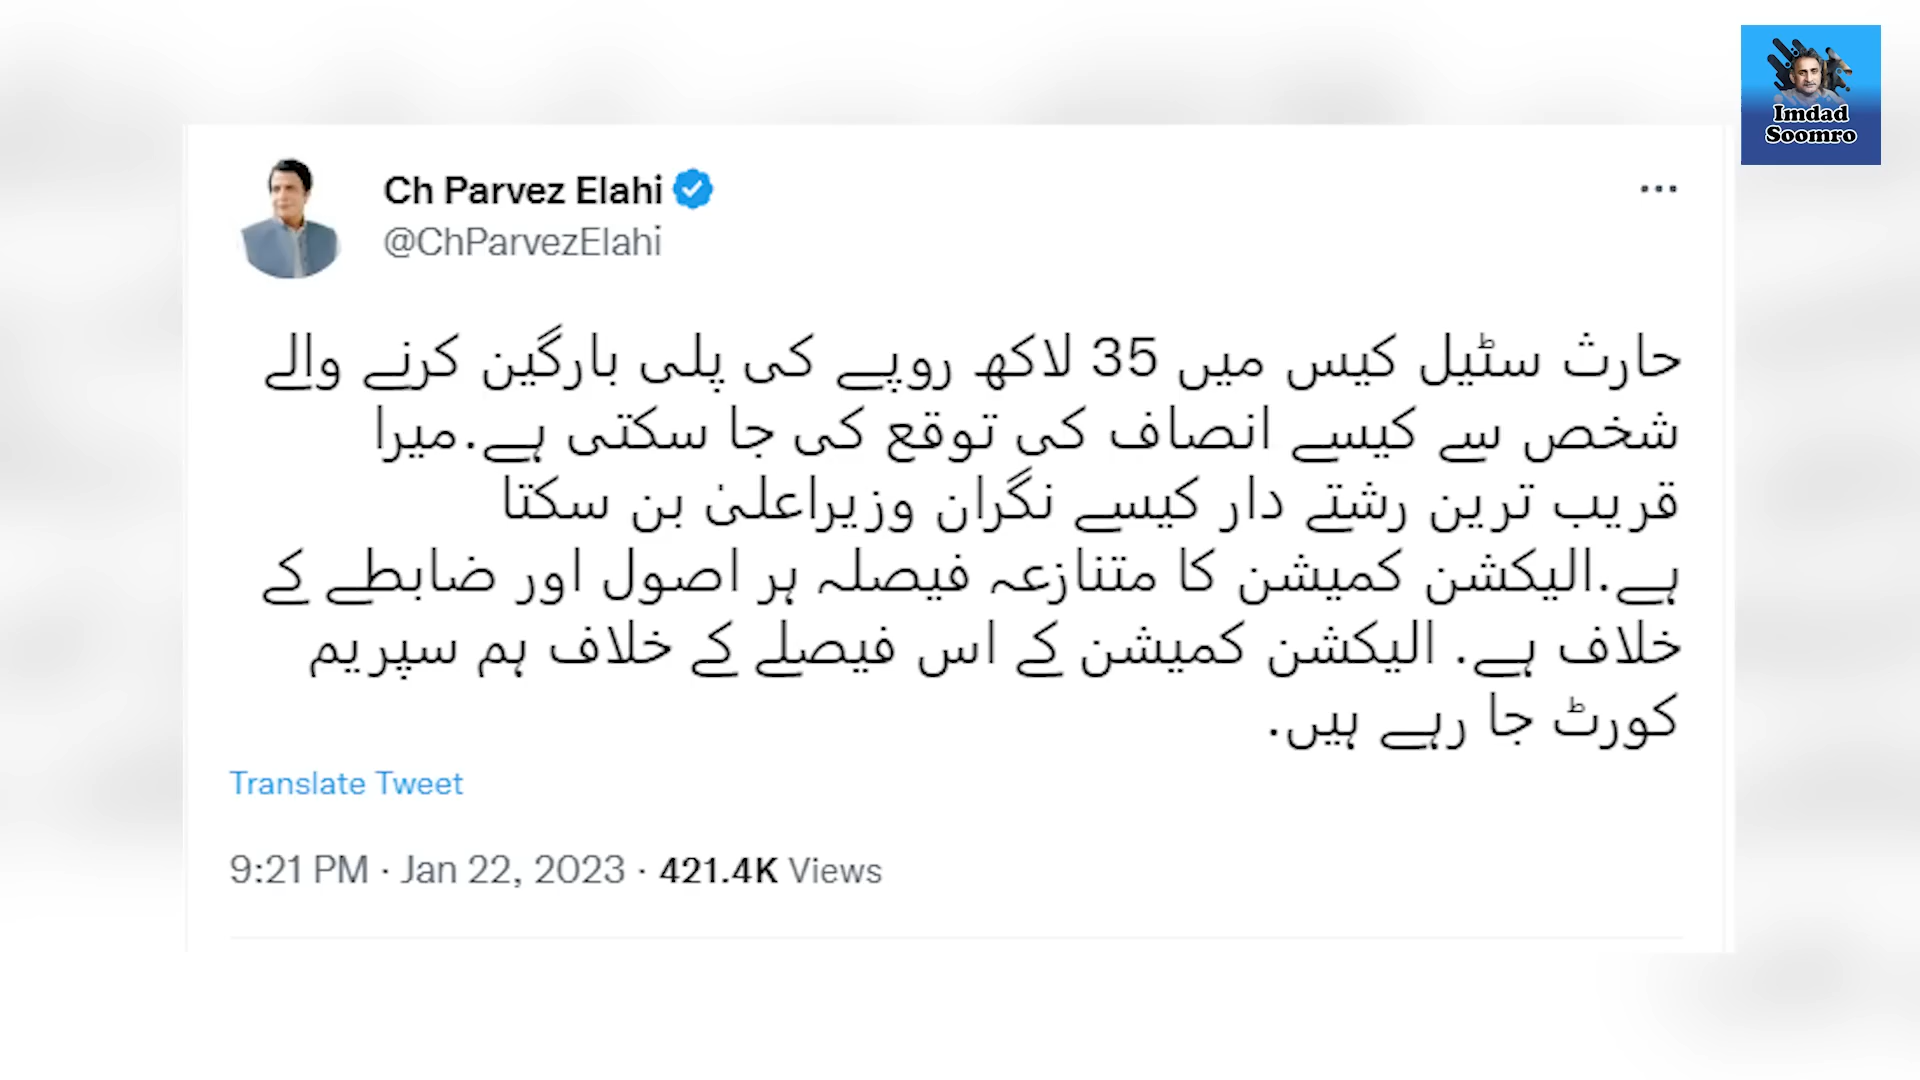 Imdad
Soomro
Ch Parvez Elahi
@ChParvezElahi
حارث سٹیل کیس میں 35 لاکھ روپے کی پلی بارگین کرنے والے
شخص سے کیسے انصاف کی توقع کی جا سکتی ہے.میرا
قریب ترین رشتے دار کیسے نگران وزیراعلیٰ بن سکتا
ہے.الیکشن کمیشن کا متنازعہ فیصلہ ہر اصول اور ضابطے کے
خلاف ہے. الیکشن کمیشن کے اس فیصلے کے خلاف ہم سپریم
کورٹ جا رہے ہیں.
Translate Tweet
9:21 PM · Jan 22, 2023 · 421.4K Views